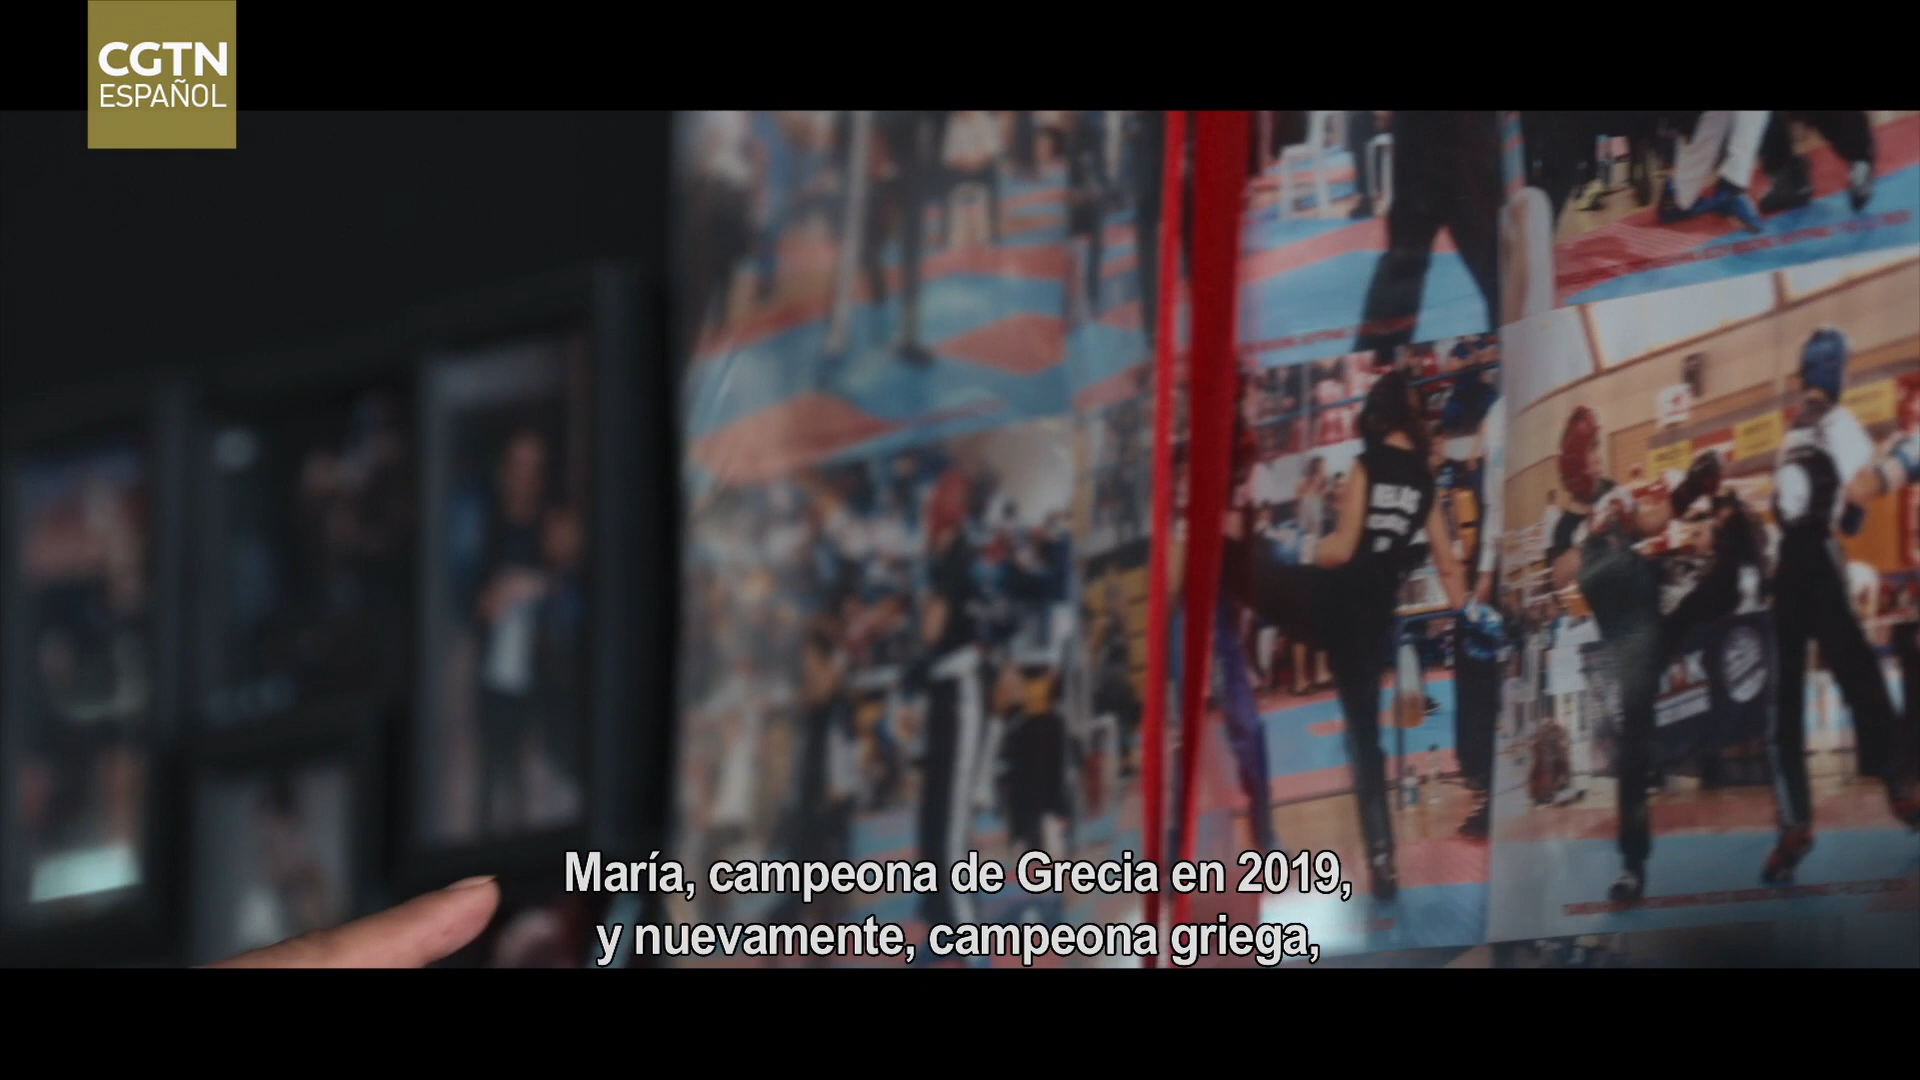 CGTN
ESPAÑOL
María, campeona de Grecia en 2019,
y nuevamente, campeona griega,